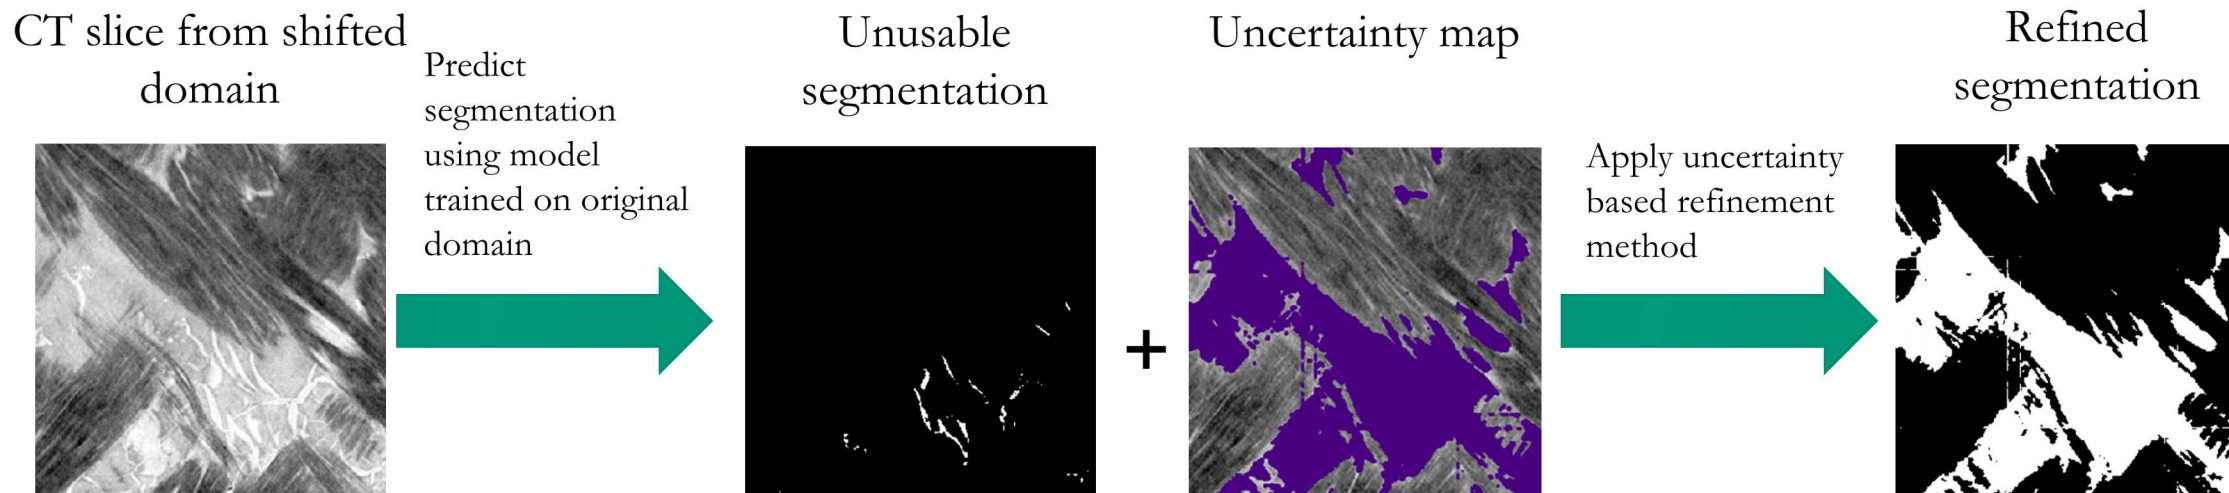 CT slice from shifted
domain
Predict
segmentation
using model
trained on original
domain
Unusable
segmentation
+
Uncertainty map
Apply uncertainty
based refinement
method
Refined
segmentation